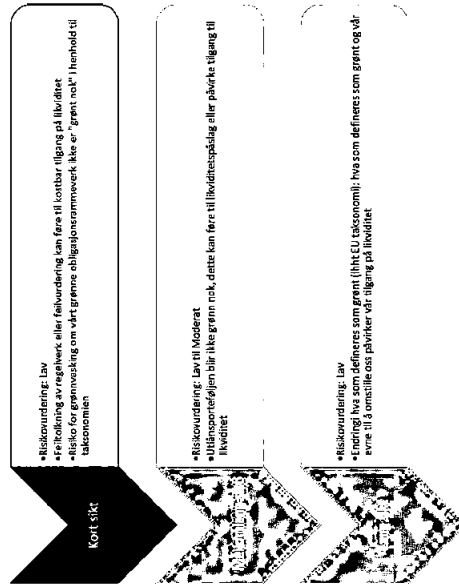 Kort sikt
•Risikovurdering: Lav
•Feiltolkning av regelverk eller feilvurdering kan føre til kostbar tilgang på likviditet
•Risiko for grønnvasking om vårt grønne obligasjonsrammeverk ikke er "grønt nok" i henhold til
taksonomien
•Risikovurdering: Lav til Moderat
•Utlånsporteføljen blir ikke grønn nok, dette kan føre til likviditetspåslag eller påvirke tilgang til
likviditet
•Risikovurdering: Lav
•Endring i hva som defineres som grønt (ihht EU taksonomi): hva som defineres som grønt og vår
evne til å omstille oss påvirker vår tilgang på likviditet